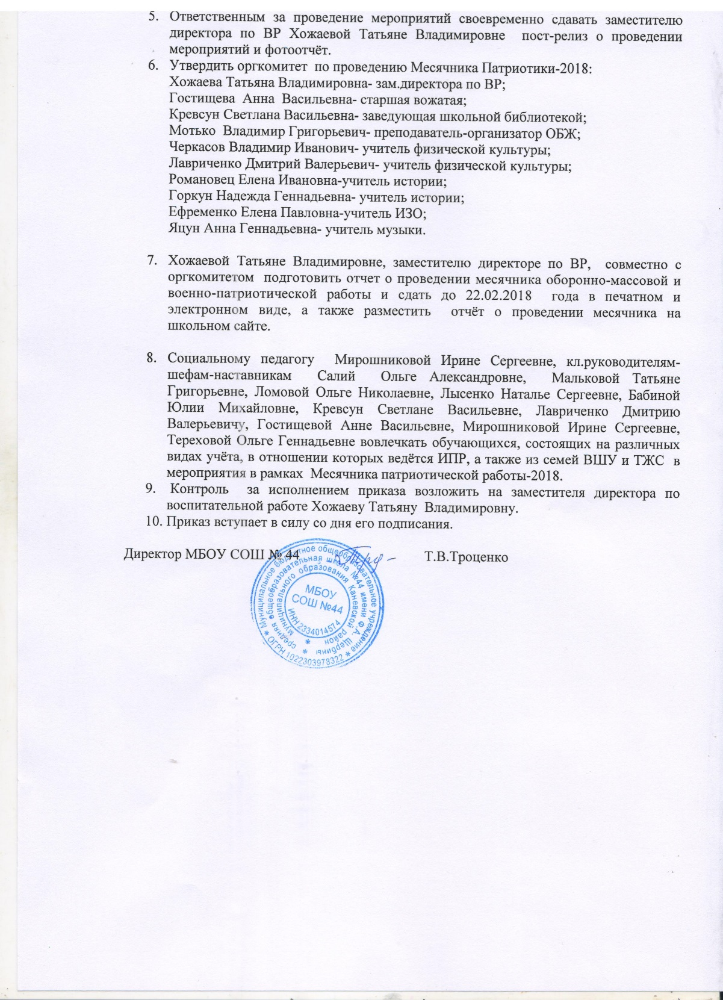 5. Ответственным за проведение мероприятий своевременно сдавать заместителю
директора по ВР Хожаевой Татьяне Владимировне пост-релиз о проведении
мероприятий и фотоотчёт.
6. Утвердить оргкомитет по проведению Месячника Патриотики-2018:
Хожаева Татьяна Владимировна- зам.директора по ВР;
Гостищева Анна Васильевна- старшая вожатая;
Кревсун Светлана Васильевна- заведующая школьной библиотекой;
Мотько Владимир Григорьевич- преподаватель-организатор ОБЖ;
Черкасов Владимир Иванович- учитель физической культуры;
Лавриченко Дмитрий Валерьевич- учитель физической культуры;
Романовец Елена Ивановна-учитель истории;
Горкун Надежда Геннадьевна- учитель истории;
Ефременко Елена Павловна-учитель ИЗО;
Яцун Анна Геннадьевна- учитель музыки.
7. Хожаевой Татьяне Владимировне, заместителю директоре по ВР, совместно с
оргкомитетом подготовить отчет о проведении месячника оборонно-массовой и
военно-патриотической работы и сдать до 22.02.2018 года в печатном и
электронном виде, а также разместить отчёт о проведении месячника на
школьном сайте.
8. Социальному педагогу Мирошниковой Ирине Сергеевне, кл.руководителям-
шефам-наставникам Салий Ольге Александровне, Мальковой Татьяне
Григорьевне, Ломовой Ольге Николаевне, Лысенко Наталье Сергеевне, Бабиной
Юлии Михайловне, Кревсун Светлане Васильевне, Лавриченко Дмитрию
Валерьевичу, Гостищевой Анне Васильевне, Мирошниковой Ирине Сергеевне,
Тереховой Ольге Геннадьевне вовлечкать обучающихся, состоящих на различных
видах учёта, в отношении которых ведётся ИПР, а также из семей ВШУ и ТЖС в
мероприятия в рамках Месячника патриотической работы-2018.
9. Контроль за исполнением приказа возложить на заместителя директора по
воспитательной работе Хожаеву Татьяну Владимировну.
10. Приказ вступает в силу со дня его подписания.
Директор МБОУ СОШ № 44 Т.В.Троценко
* Муниципальное бюджетное общеобразовательное учреждение * ОГРН 1022303978322
средняя общеобразовательная школа №44 имени Ф.А. Щербины *
муниципального образования Каневской район *
МБОУ
СОШ №44
ИНН 2334014574